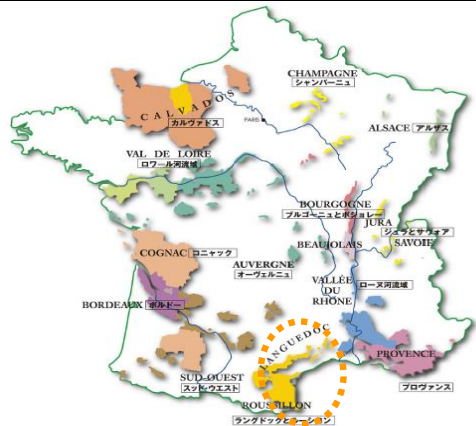 CHAMPAGNE
シャンパーニュ
CALVADOS
カルヴァドス
PARIS
ALSACE アルザス
VAL DE LOIRE
ロワール河流域
BOURGOGNE
ブルゴーニュとボジョレー
JURA
ジュラとサヴォア
SAVOIE
BEAUJOLAIS
COGNAC コニャック
AUVERGNE
オーヴェルニュ
VALLÉE
DU
RHÔNE
ローヌ河流域
BORDEAUX ボルドー
LANGUEDOC
PROVENCE
プロヴァンス
SUD-OUEST
スッド・ウエスト
ROUSSILLON
ラングドックとルーション